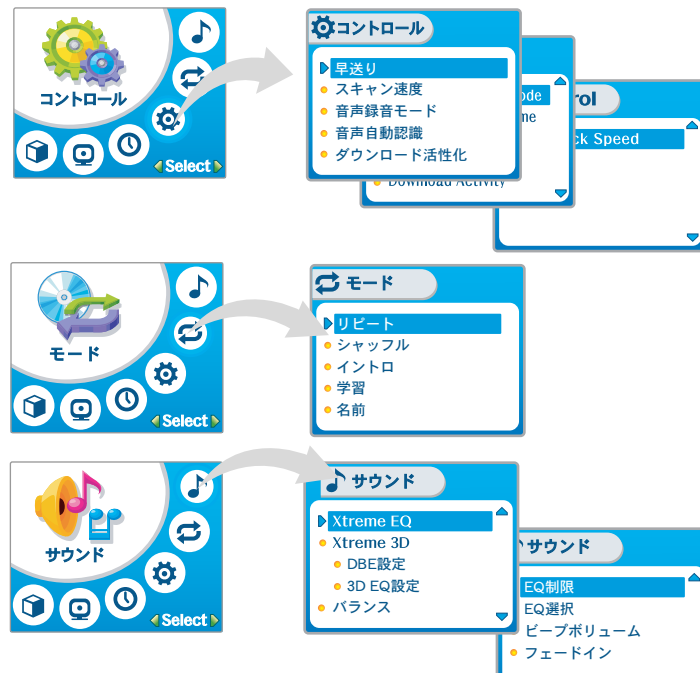 コントロール
Select
コントロール
早送り
スキャン速度
音声録音モード
音声自動認識
ダウンロード活性化
ode
me
Download Activity
rol
ck Speed
モード
Select
モード
リピート
シャッフル
イントロ
学習
名前
サウンド
Select
サウンド
Xtreme EQ
Xtreme 3D
DBE設定
3D EQ設定
バランス
サウンド
EQ制限
EQ選択
ビープボリューム
フェードイン